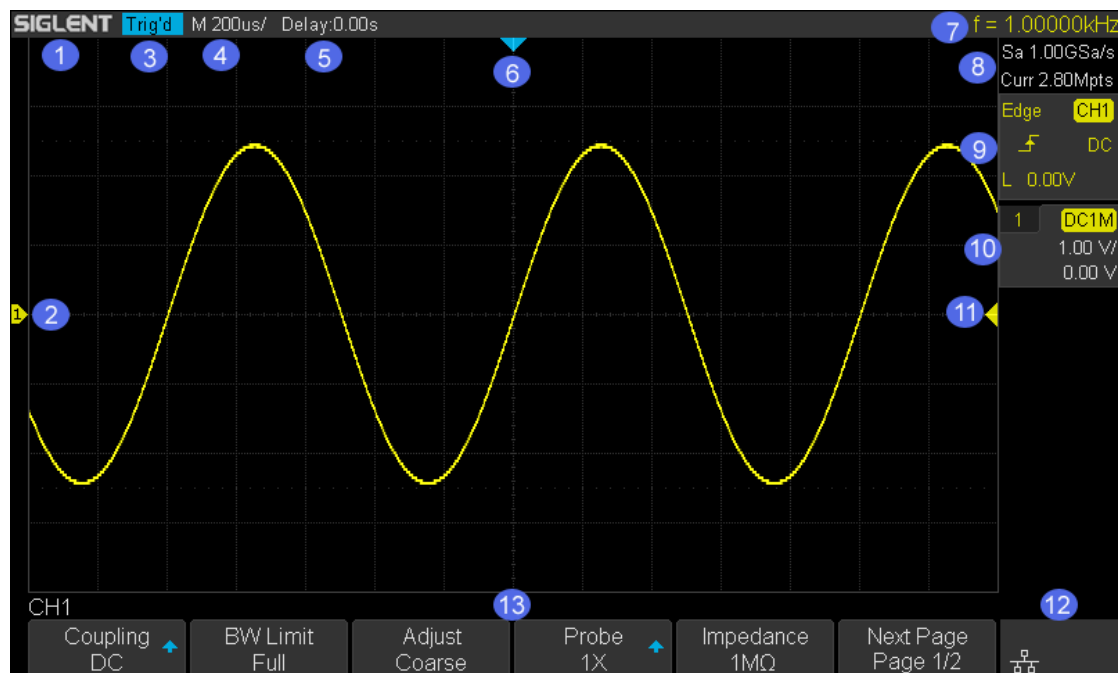 SIGLENT Trig'd M 200us/ Delay:0.00s
f = 1.00000kHz
1 3 4 5 6 7 8
Sa 1.00GSa/s
Curr 2.80Mpts
Edge CH1
9
DC
L 0.00V
1 DC1M
10
1.00 V/
0.00 V
1 2 11
CH1 13 12
Coupling
DC
BW Limit
Full
Adjust
Coarse
Probe
1X
Impedance
1MΩ
Next Page
Page 1/2